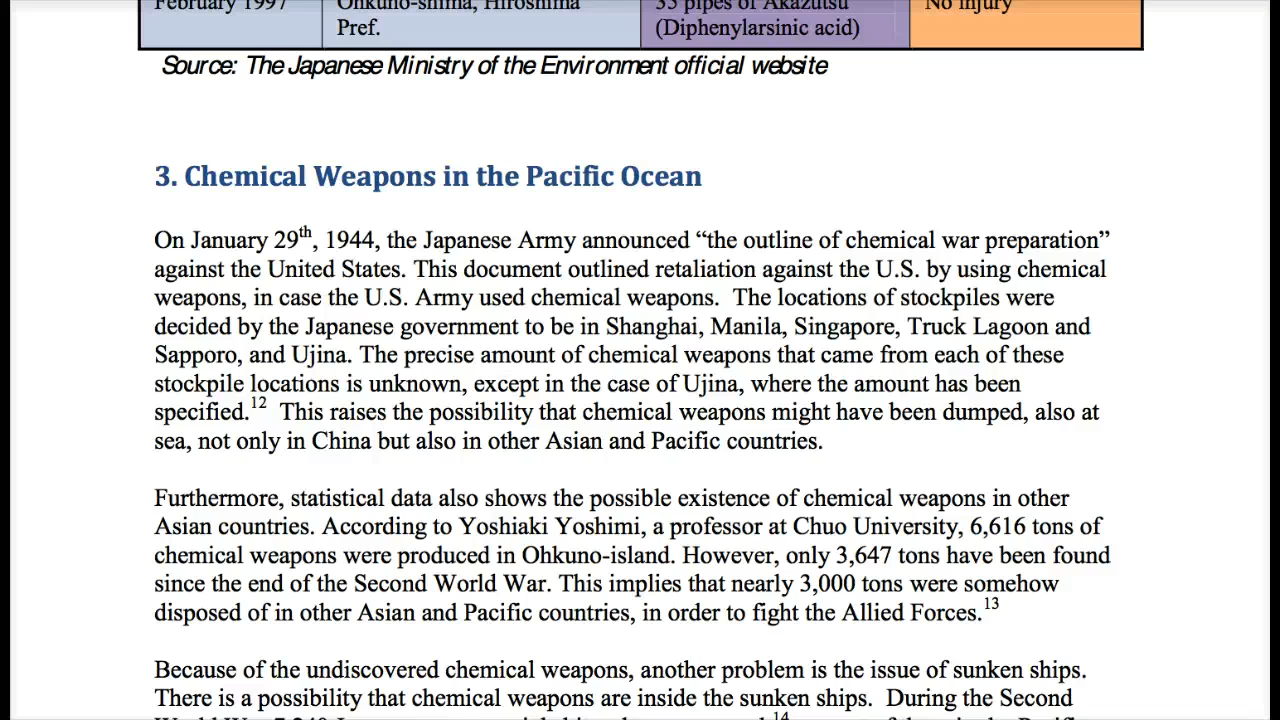 February 1997 Ohkuno-shima, Hiroshima 35 pipes of Akazutsu No injury
Pref. (Diphenylarsinic acid)
Source: The Japanese Ministry of the Environment official website
3. Chemical Weapons in the Pacific Ocean
On January 29th, 1944, the Japanese Army announced “the outline of chemical war preparation”
against the United States. This document outlined retaliation against the U.S. by using chemical
weapons, in case the U.S. Army used chemical weapons.  The locations of stockpiles were
decided by the Japanese government to be in Shanghai, Manila, Singapore, Truck Lagoon and
Sapporo, and Ujina. The precise amount of chemical weapons that came from each of these
stockpile locations is unknown, except in the case of Ujina, where the amount has been
specified.12  This raises the possibility that chemical weapons might have been dumped, also at
sea, not only in China but also in other Asian and Pacific countries.
Furthermore, statistical data also shows the possible existence of chemical weapons in other
Asian countries. According to Yoshiaki Yoshimi, a professor at Chuo University, 6,616 tons of
chemical weapons were produced in Ohkuno-island. However, only 3,647 tons have been found
since the end of the Second World War. This implies that nearly 3,000 tons were somehow
disposed of in other Asian and Pacific countries, in order to fight the Allied Forces.13
Because of the undiscovered chemical weapons, another problem is the issue of sunken ships.
There is a possibility that chemical weapons are inside the sunken ships.  During the Second
14